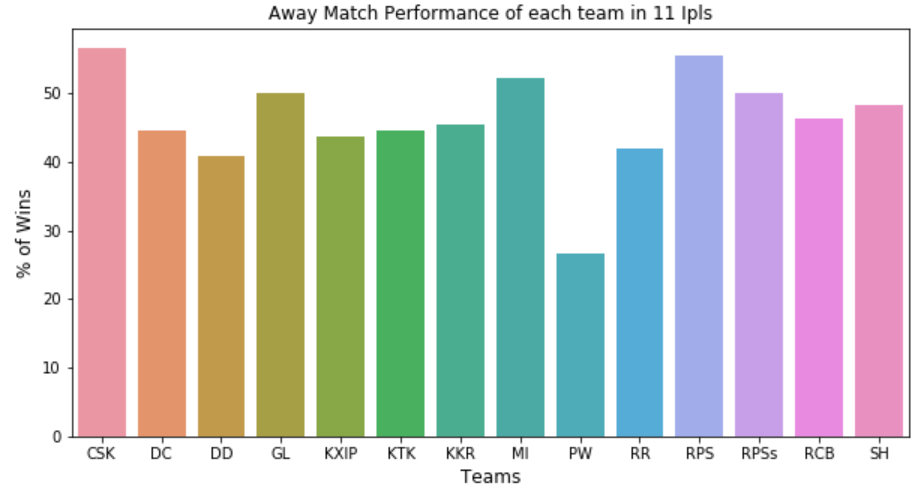 Away Match Performance of each team in 11 Ipls
% of Wins
50
40
30
20
10
0
CSK DC DD GL KXIP KTK KKR MI PW RR RPS RPSs RCB SH
Teams